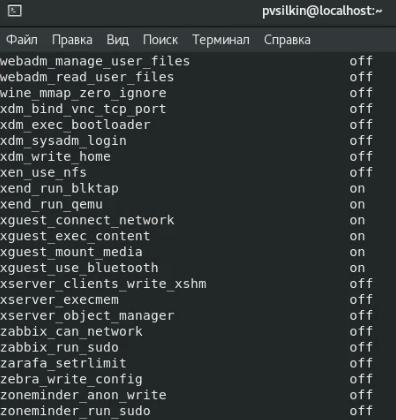 pvsilkin@localhost:~
Файл Правка Вид Поиск Терминал Справка
webadm_manage_user_files off
webadm_read_user_files off
wine_mmap_zero_ignore off
xdm_bind_vnc_tcp_port off
xdm_exec_bootloader off
xdm_sysadm_login off
xdm_write_home off
xen_use_nfs off
xend_run_blktap on
xend_run_qemu on
xguest_connect_network on
xguest_exec_content on
xguest_mount_media on
xguest_use_bluetooth on
xserver_clients_write_xshm off
xserver_execmem off
xserver_object_manager off
zabbix_can_network off
zabbix_run_sudo off
zarafa_setrlimit off
zebra_write_config off
zoneminder_anon_write off
zoneminder_run_sudo off